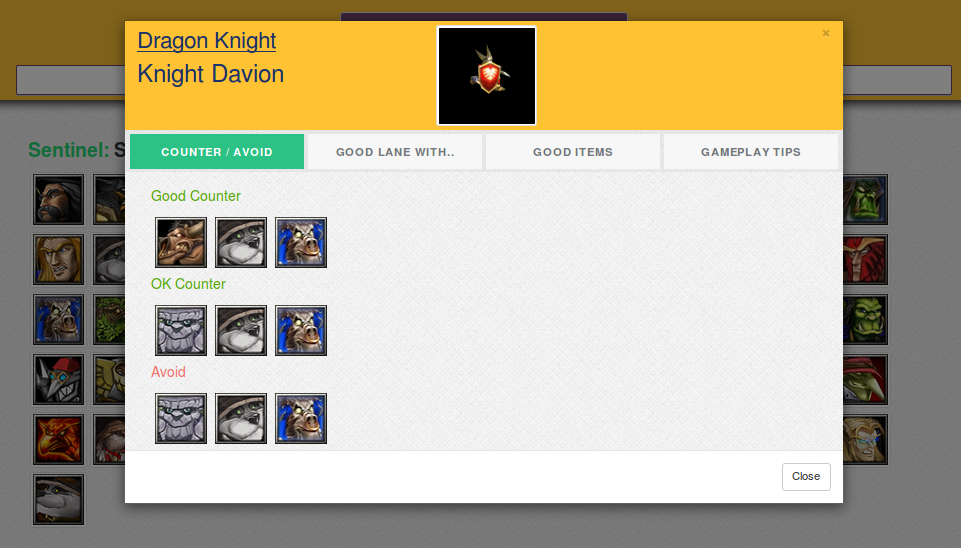 Dragon Knight
Knight Davion
×
COUNTER / AVOID
GOOD LANE WITH..
GOOD ITEMS
GAMEPLAY TIPS
Sentinel: S
Good Counter
OK Counter
Avoid
Close